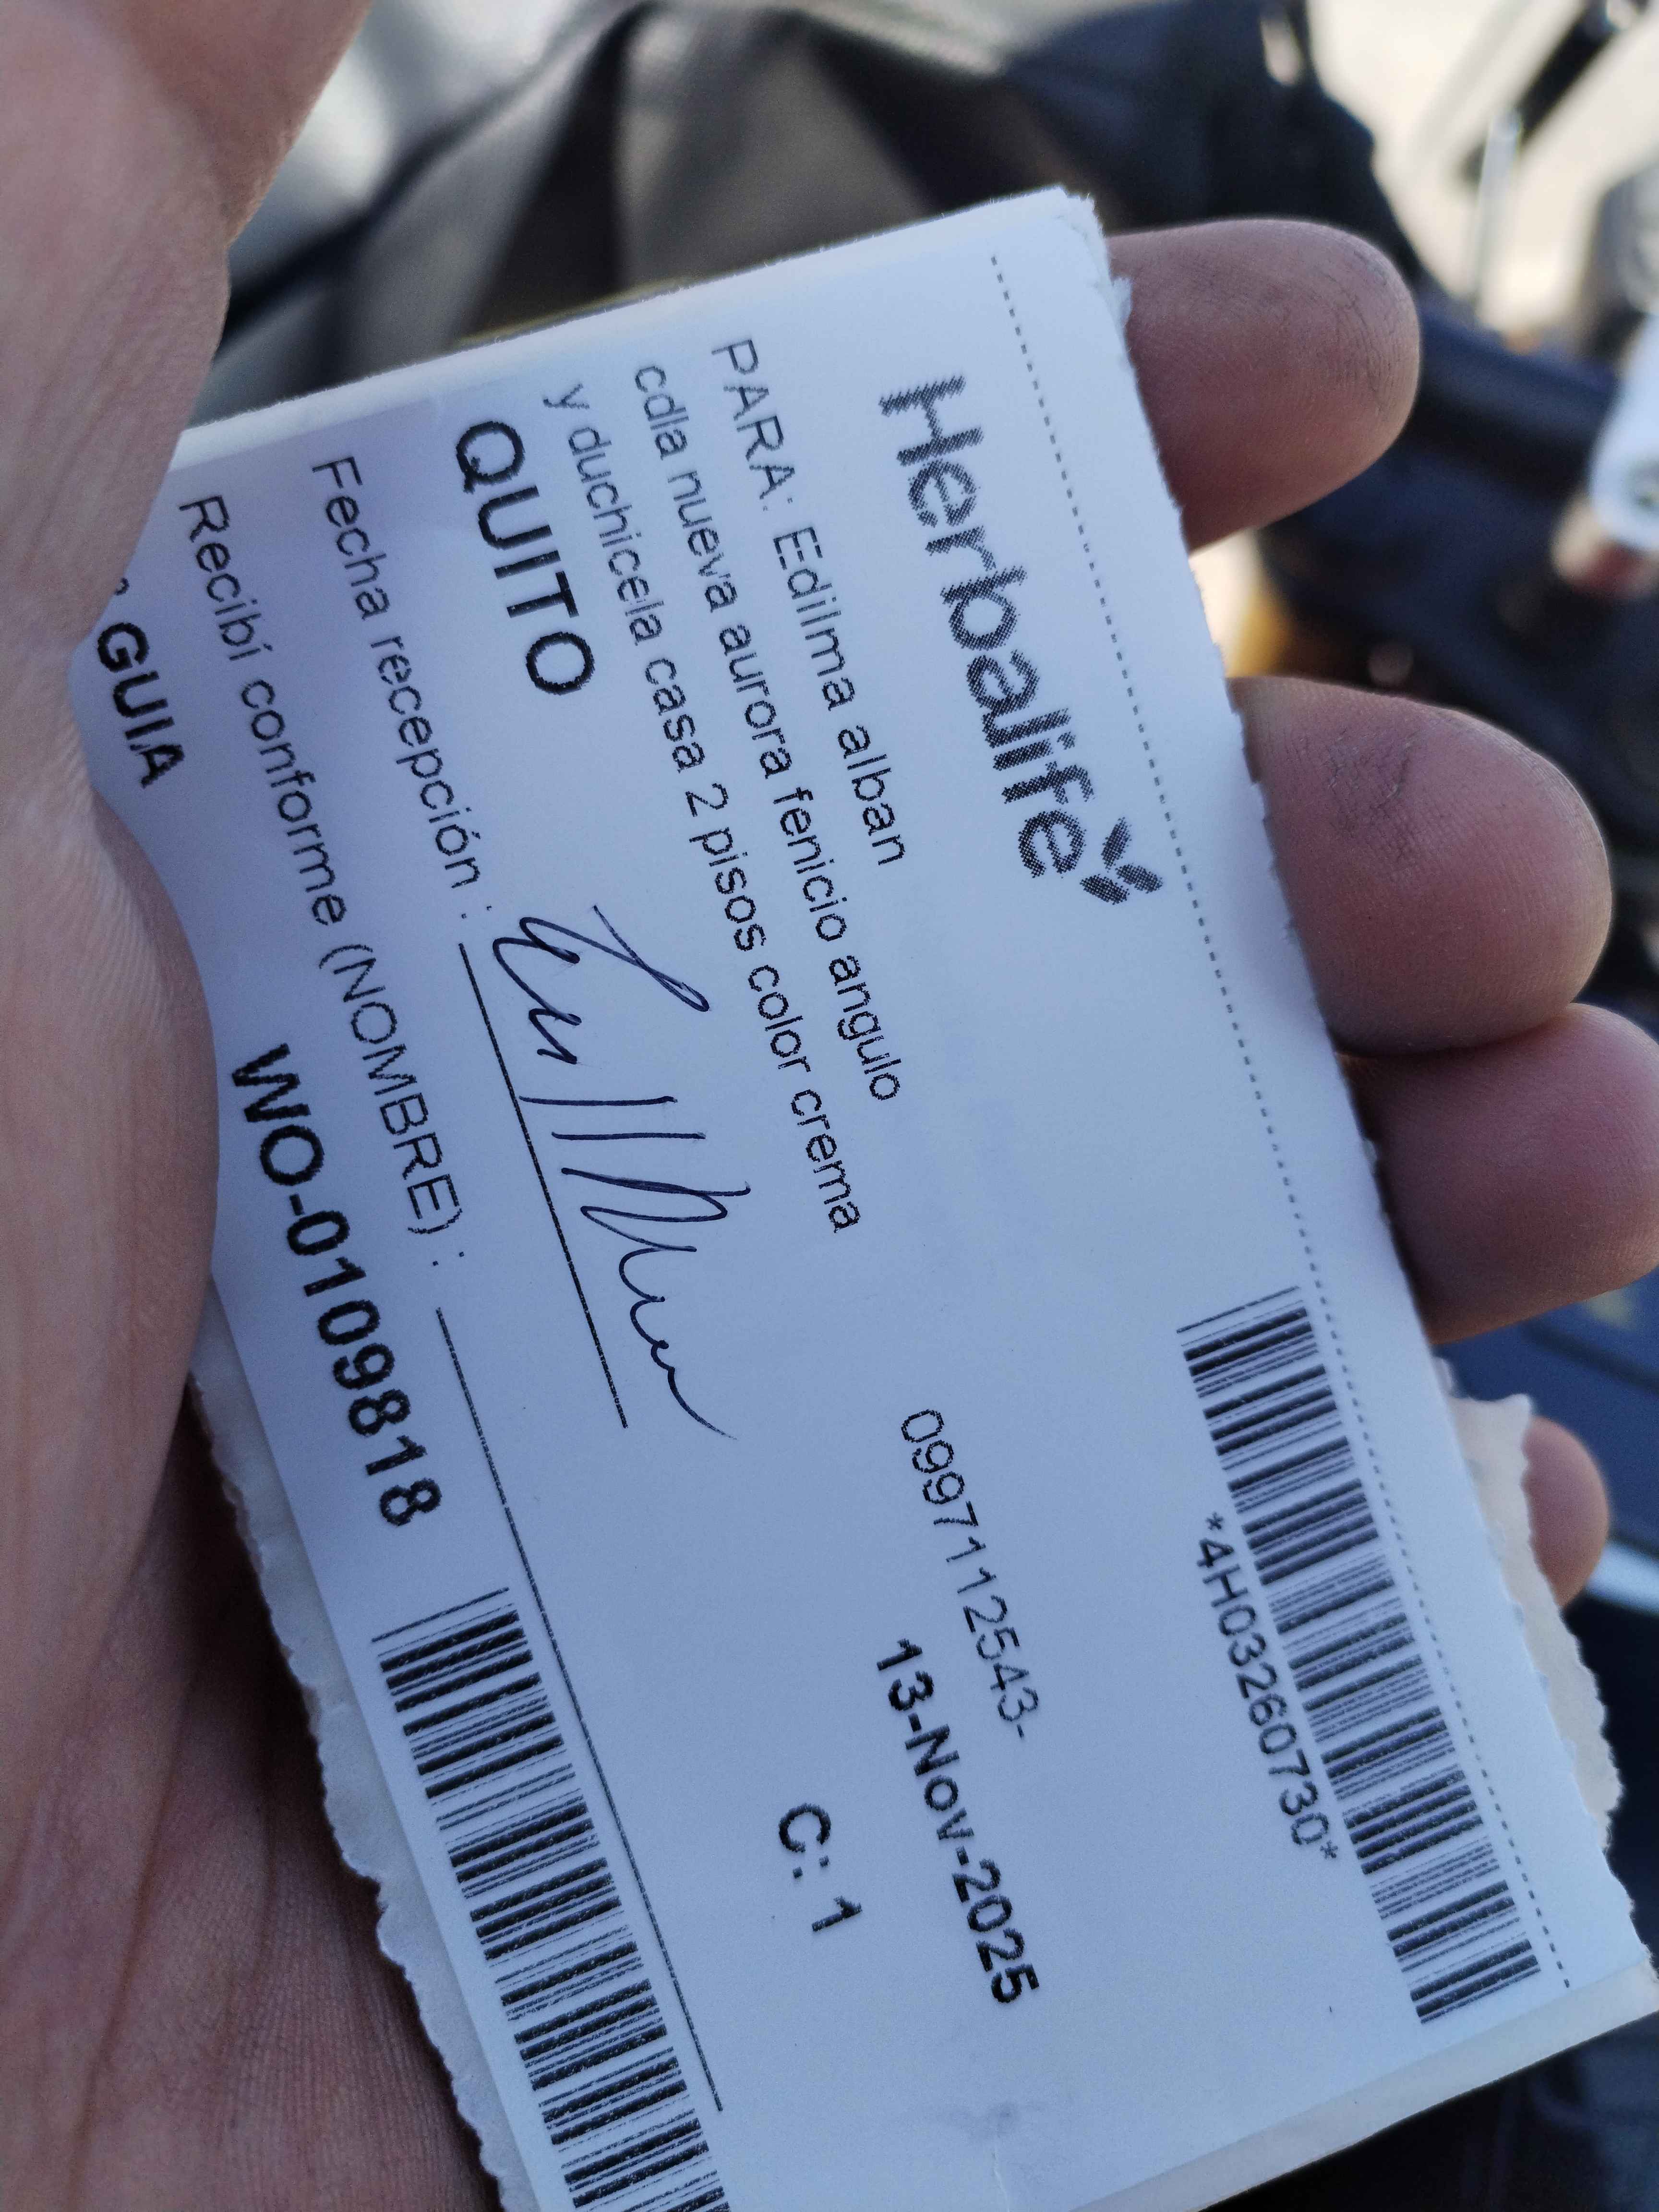 Herbalife
*4H03260730*
PARA: Edilma alban
0997112543-
cdla nueva aurora fenicio angulo
y duchicela casa 2 pisos color crema
13-Nov-2025
QUITO
C: 1
Fecha recepción :
Recibí conforme (NOMBRE) :
GUIA
WO-0109818